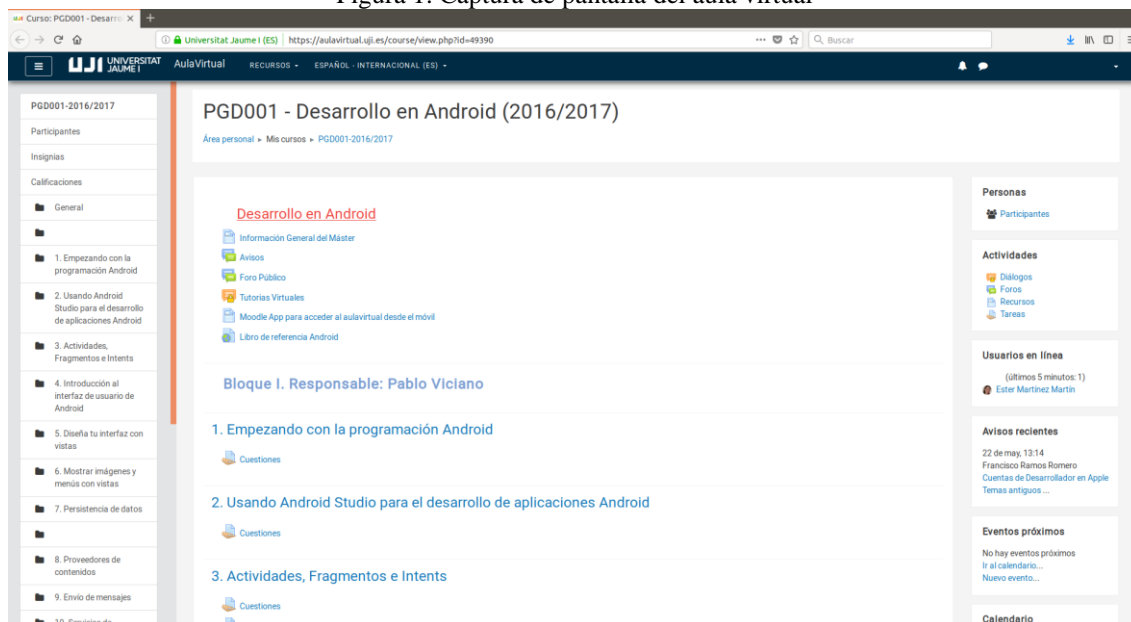 Figura 1. Captura de pantalla del aula virtual
Curso: PGD001 - Desarro
Universitat Jaume I (ES)
https://aulavirtual.uji.es/course/view.php?id=49390
Buscar
UJI UNIVERSITAT
JAUME I
AulaVirtual
RECURSOS
ESPAÑOL - INTERNACIONAL (ES)
PGD001-2016/2017
Participantes
Insignias
Calificaciones
General
1. Empezando con la
programación Android
2. Usando Android
Studio para el desarrollo
de aplicaciones Android
3. Actividades,
Fragmentos e Intents
4. Introducción al
interfaz de usuario de
Android
5. Diseña tu interfaz con
vistas
6. Mostrar imágenes y
menús con vistas
7. Persistencia de datos
8. Proveedores de
contenidos
9. Envío de mensajes
10. Servicios de
PGD001 - Desarrollo en Android (2016/2017)
Área personal ▸ Mis cursos ▸ PGD001-2016/2017
Desarrollo en Android
Información General del Máster
Avisos
Foro Público
Tutorias Virtuales
Moodle App para acceder al aulavirtual desde el móvil
Libro de referencia Android
Bloque I. Responsable: Pablo Viciano
1. Empezando con la programación Android
Cuestiones
2. Usando Android Studio para el desarrollo de aplicaciones Android
Cuestiones
3. Actividades, Fragmentos e Intents
Cuestiones
Personas
Participantes
Actividades
Diálogos
Foros
Recursos
Tareas
Usuarios en línea
(últimos 5 minutos: 1)
Ester Martínez Martín
Avisos recientes
22 de may, 13:14
Francisco Ramos Romero
Cuentas de Desarrollador en Apple
Temas antiguos ...
Eventos próximos
No hay eventos próximos
Ir al calendario...
Nuevo evento...
Calendario